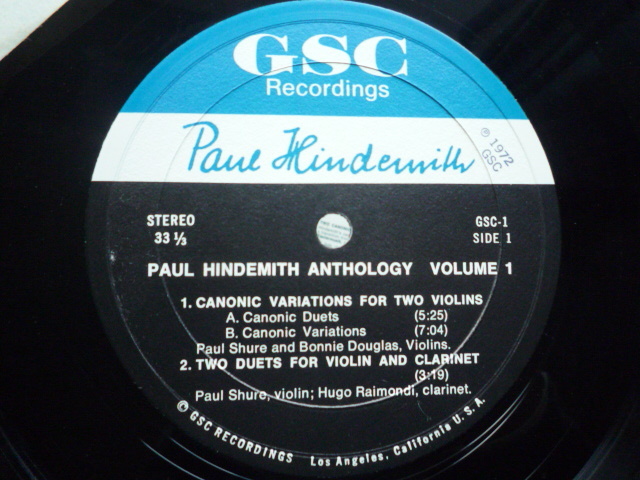 GSC
Recordings
Paul Hindemith
℗ 1972
GSC
STEREO
33 ⅓
GSC-1
SIDE 1
PAUL HINDEMITH ANTHOLOGY VOLUME 1
1. CANONIC VARIATIONS FOR TWO VIOLINS
A. Canonic Duets (5:25)
B. Canonic Variations (7:04)
Paul Shure and Bonnie Douglas, Violins.
2. TWO DUETS FOR VIOLIN AND CLARINET
(3:19)
Paul Shure, violin; Hugo Raimondi, clarinet.
© GSC RECORDINGS Los Angeles, California U.S.A.